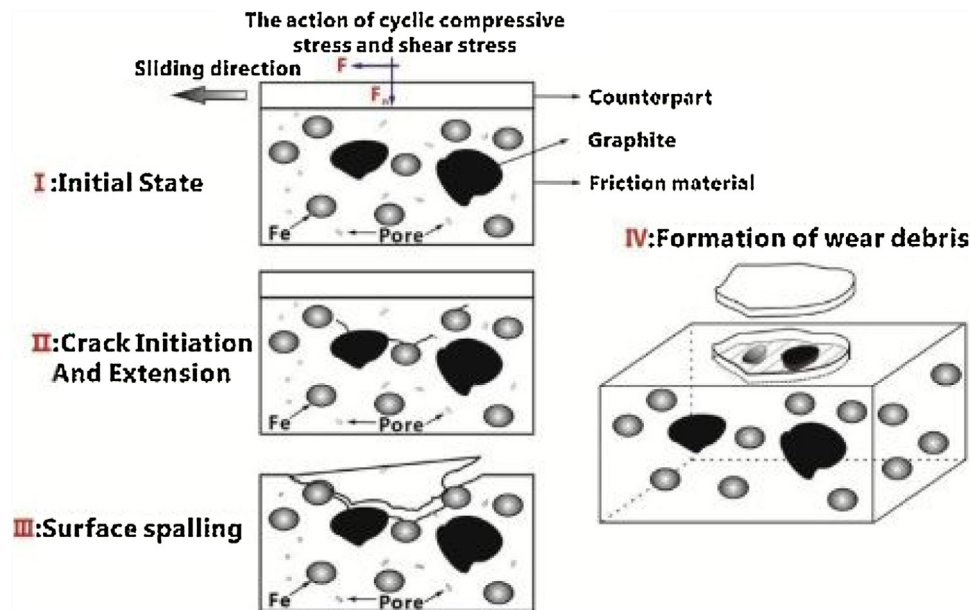 The action of cyclic compressive
stress and shear stress
Sliding direction
F
Fn
Counterpart
Graphite
Friction material
I:Initial State
Fe
Pore
IV:Formation of wear debris
II:Crack Initiation
And Extension
Fe
Pore
III:Surface spalling
Fe
Pore